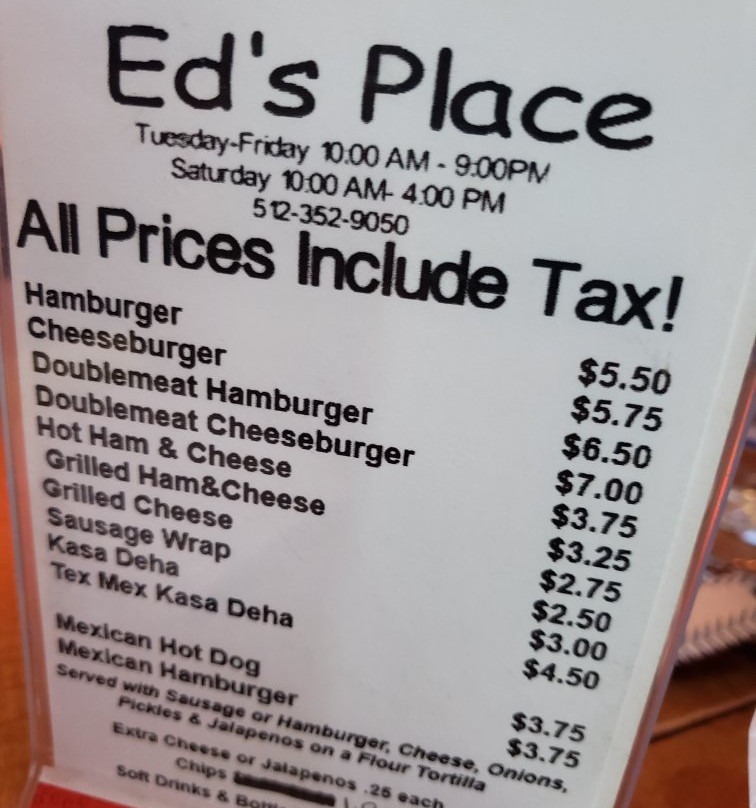 Ed's Place
Tuesday-Friday 10:00 AM - 9:00PM
Saturday 10:00 AM- 4:00 PM
512-352-9050
All Prices Include Tax!
Hamburger $5.50
Cheeseburger $5.75
Doublemeat Hamburger $6.50
Doublemeat Cheeseburger $7.00
Hot Ham & Cheese $3.75
Grilled Ham&Cheese $3.25
Grilled Cheese $2.75
Sausage Wrap $2.50
Kasa Deha $3.00
Tex Mex Kasa Deha $4.50
Mexican Hot Dog $3.75
Mexican Hamburger $3.75
Served with Sausage or Hamburger, Cheese, Onions,
Pickles & Jalapenos on a Flour Tortilla
Extra Cheese or Jalapenos .25 each
Chips
Soft Drinks &